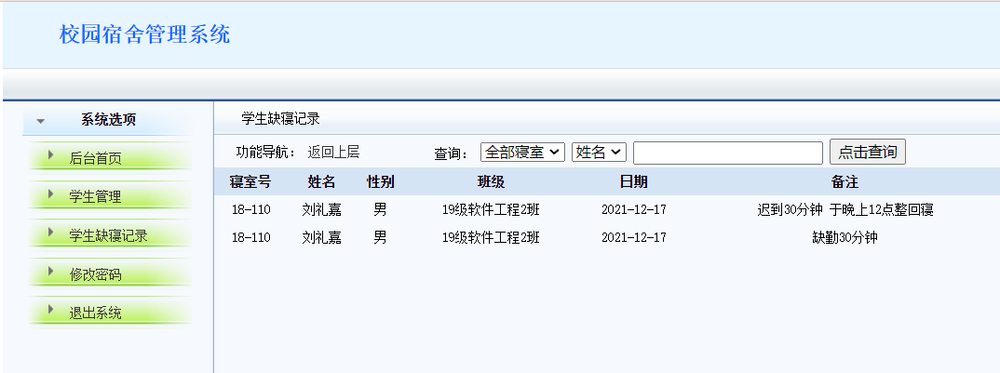 校园宿舍管理系统
系统选项
后台首页
学生管理
学生缺寝记录
修改密码
退出系统
学生缺寝记录
功能导航： 返回上层 查询： 全部寝室 姓名 点击查询
寝室号 姓名 性别 班级 日期 备注
18-110 刘礼嘉 男 19级软件工程2班 2021-12-17 迟到30分钟 于晚上12点整回寝
18-110 刘礼嘉 男 19级软件工程2班 2021-12-17 缺勤30分钟